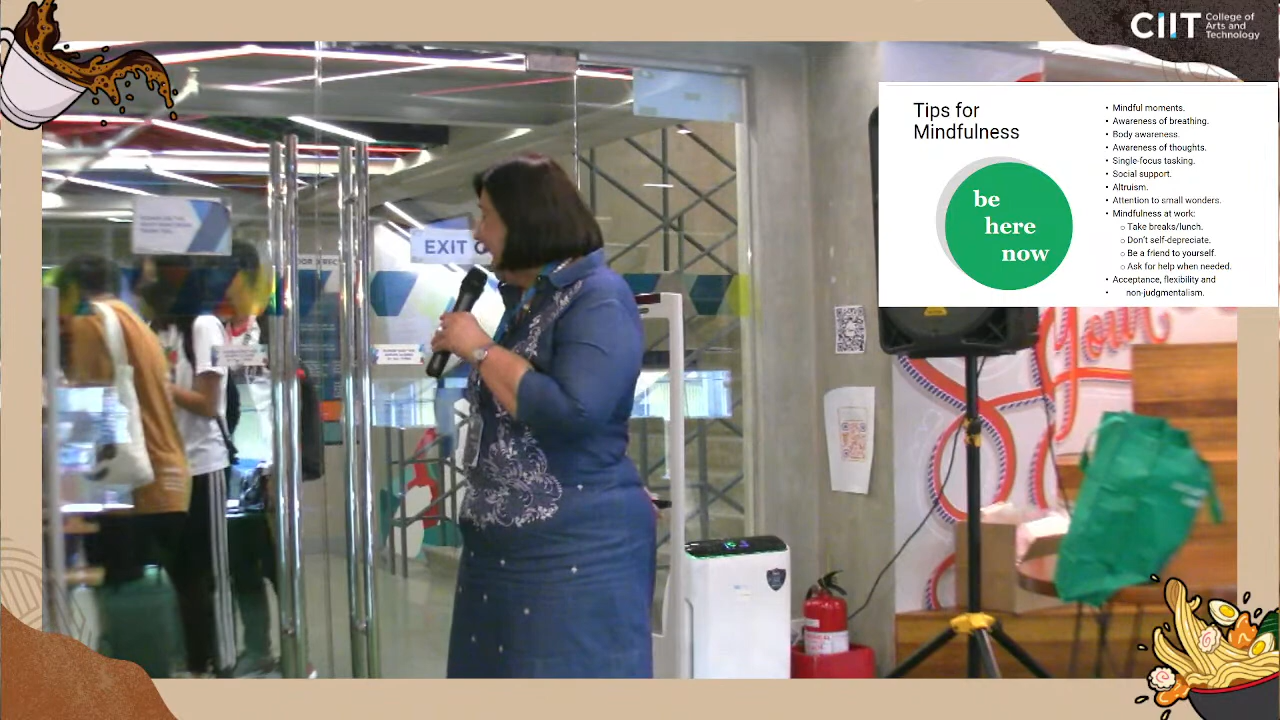 CIIT College of
Arts and
Technology
Tips for
Mindfulness
be
here
now
• Mindful moments.
• Awareness of breathing.
• Body awareness.
• Awareness of thoughts.
• Single-focus tasking.
• Social support.
• Altruism.
• Attention to small wonders.
• Mindfulness at work:
o Take breaks/lunch.
o Don't self-depreciate.
o Be a friend to yourself.
o Ask for help when needed.
• Acceptance, flexibility and
• non-judgmentalism.
EXIT
Your